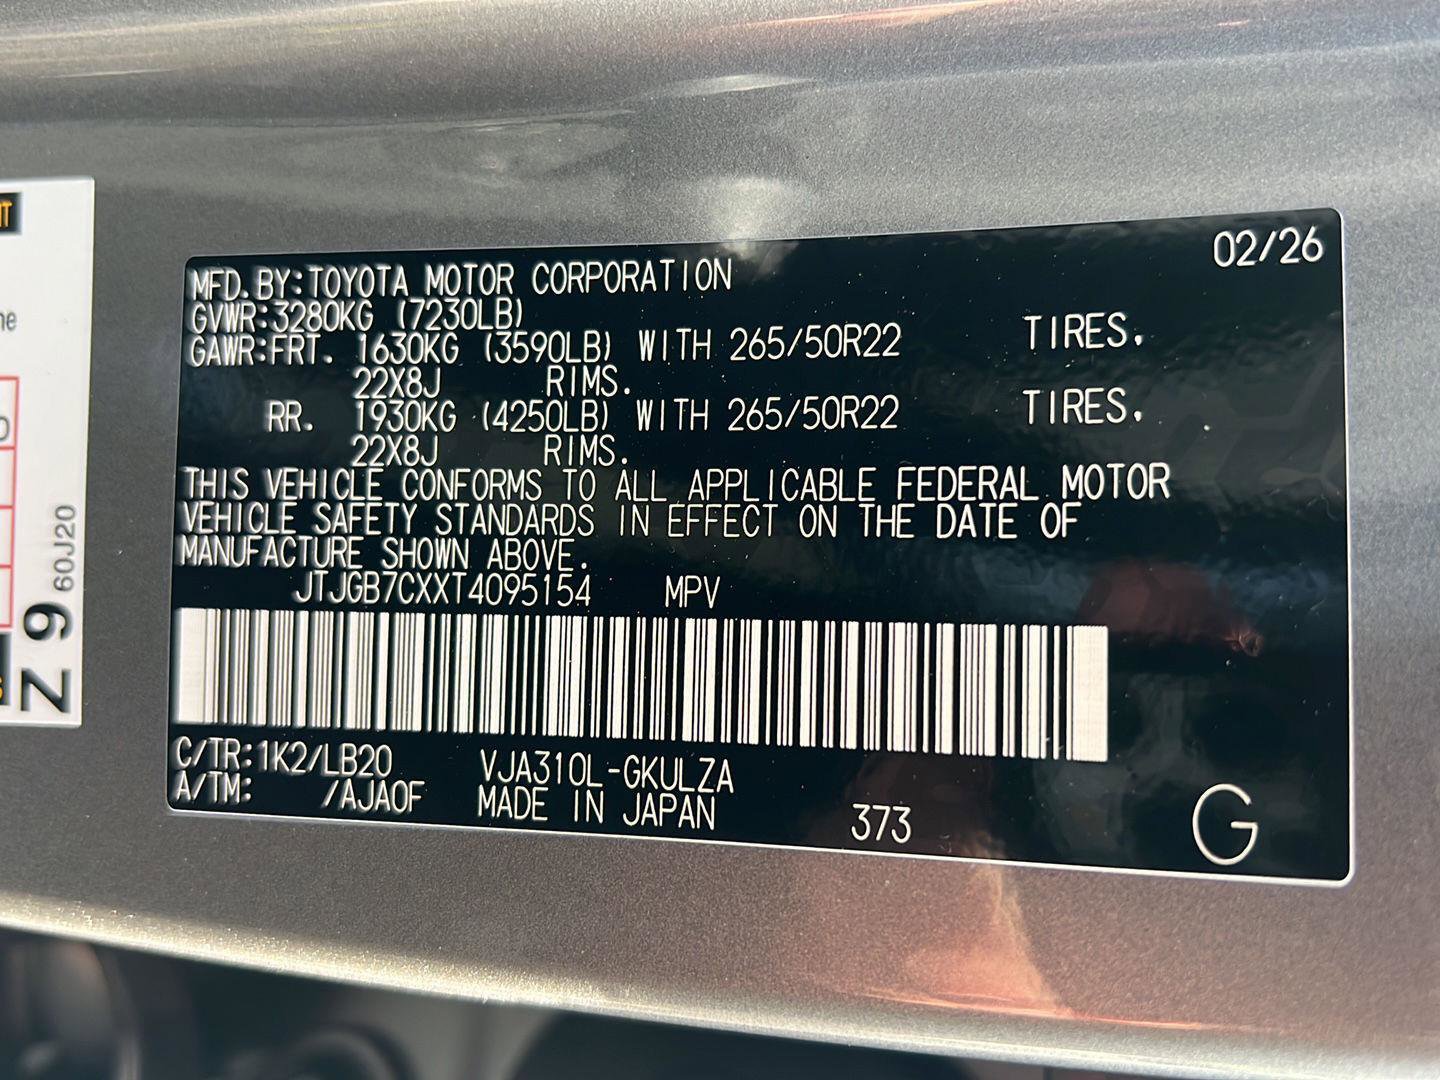 02/26
MFD.BY:TOYOTA MOTOR CORPORATION
GVWR:3280KG (7230LB)
GAWR:FRT. 1630KG (3590LB) WITH 265/50R22 TIRES.
22X8J RIMS.
RR. 1930KG (4250LB) WITH 265/50R22 TIRES.
22X8J RIMS.
THIS VEHICLE CONFORMS TO ALL APPLICABLE FEDERAL MOTOR
VEHICLE SAFETY STANDARDS IN EFFECT ON THE DATE OF
MANUFACTURE SHOWN ABOVE.
JTJGB7CXXT4095154 MPV
C/TR:1K2/LB20 VJA310L-GKULZA
A/TM: /AJA0F MADE IN JAPAN 373 G
Z9 60J20